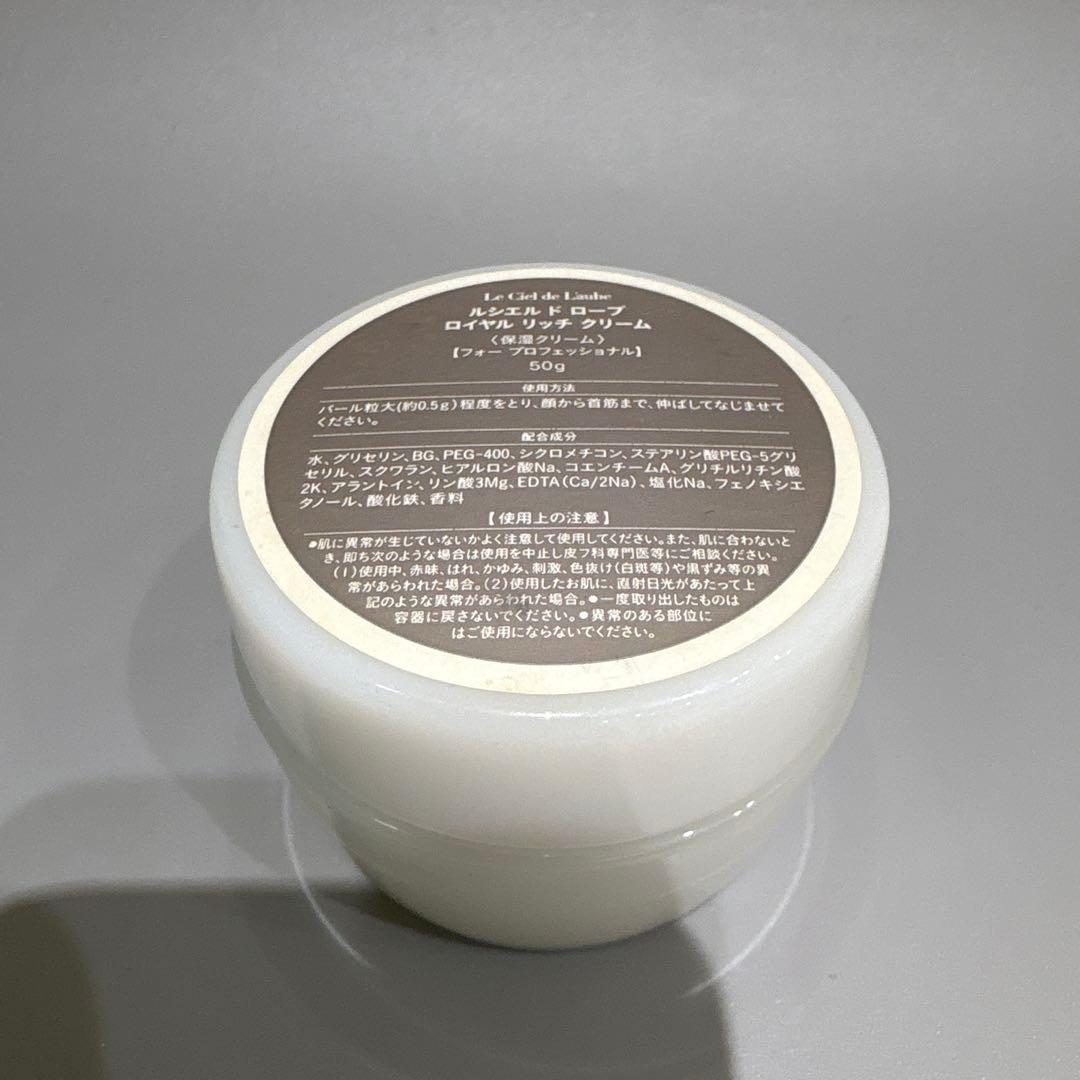 Le Ciel de L'aube
ルシエル ド ローブ
ロイヤル リッチ クリーム
〈保湿クリーム〉
【フォー プロフェッショナル】
50g
使用方法
パール粒大(約0.5g)程度をとり、顔から首筋まで、伸ばしてなじませて
ください。
配合成分
水、グリセリン、BG、PEG-400、シクロメチコン、ステアリン酸PEG-5グリ
セリル、スクワラン、ヒアルロン酸Na、コエンチームA、グリチルリチン酸
2K、アラントイン、リン酸3Mg、EDTA(Ca/2Na)、塩化Na、フェノキシエ
タノール、酸化鉄、香料
【使用上の注意】
●肌に異常が生じていないかよく注意して使用してください。また、肌に合わないと
き、即ち次のような場合は使用を中止し皮フ科専門医等にご相談ください。
(1)使用中、赤味、はれ、かゆみ、刺激、色抜け(白斑等)や黒ずみ等の異
常があらわれた場合。(2)使用したお肌に、直射日光があたって上
記のような異常があらわれた場合。●一度取り出したものは
容器に戻さないでください。●異常のある部位に
はご使用にならないでください。